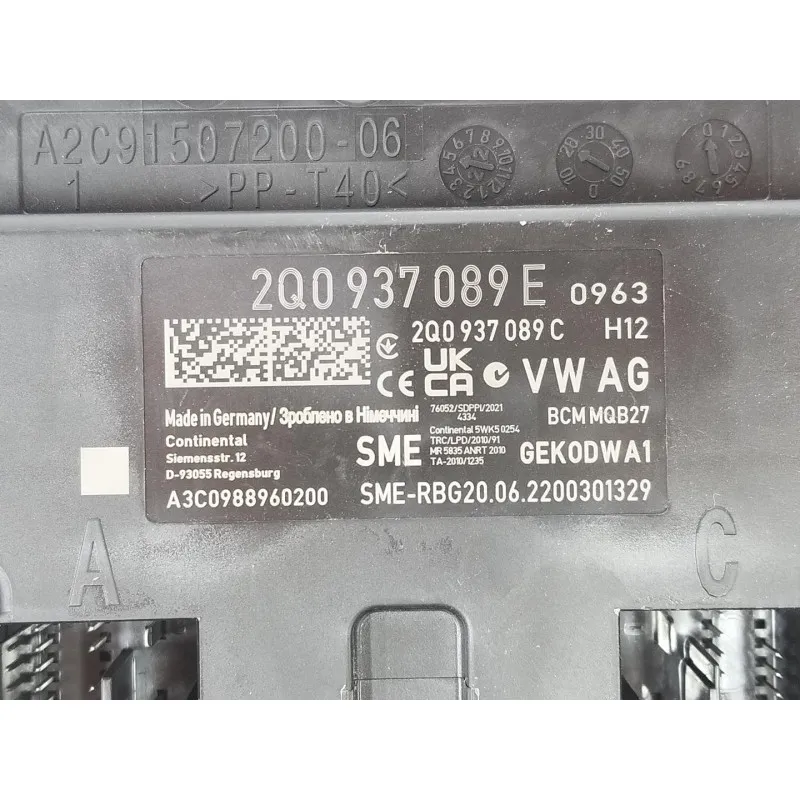 A2C91507200-06
1 >PP-T40<
2Q0 937 089 E 0963
2Q0 937 089 C H12
CE UK CA VW AG
Made in Germany/ Зроблено в Німеччині
76052/SDPPI/2021
4334
BCM MQB27
Continental
Siemensstr. 12
D-93055 Regensburg
SME
Continental 5WK5 0254
TRC/LPD/2010/91
MR 5835 ANRT 2010
TA-2010/1235
GEK0DWA1
A3C0988960200 SME-RBG20.06.2200301329
A C